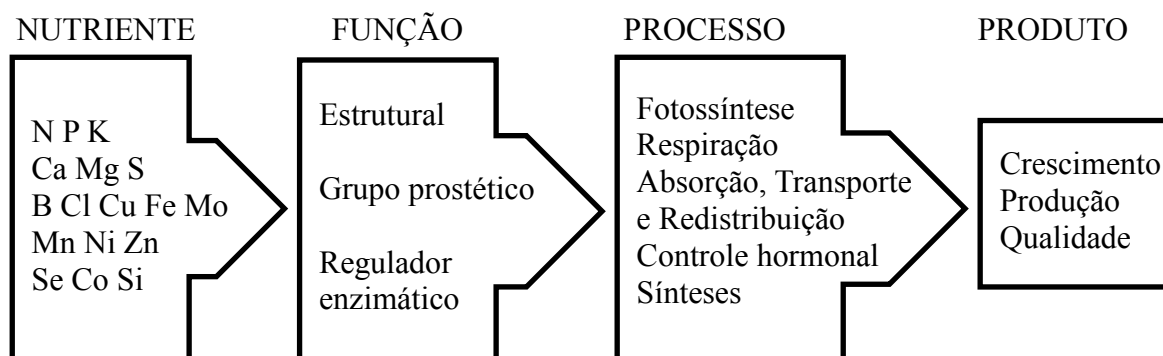 NUTRIENTE
FUNÇÃO
PROCESSO
PRODUTO
N P K
Ca Mg S
B Cl Cu Fe Mo
Mn Ni Zn
Se Co Si
Estrutural
Grupo prostético
Regulador
enzimático
Fotossíntese
Respiração
Absorção, Transporte
e Redistribuição
Controle hormonal
Sínteses
Crescimento
Produção
Qualidade